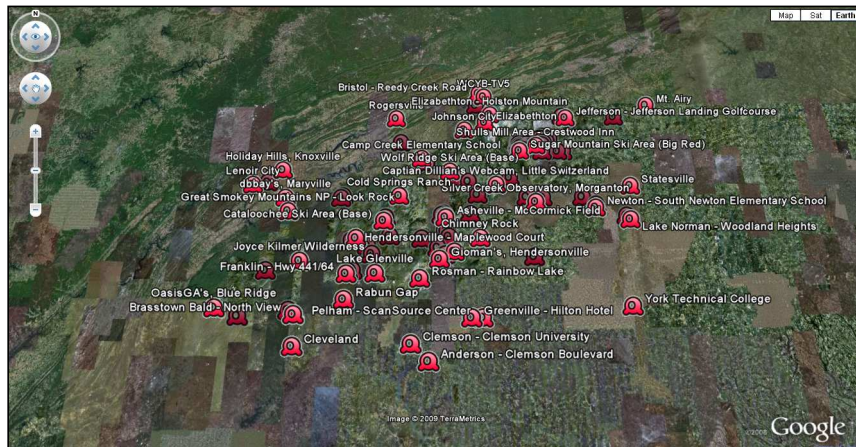 Map Sat Earth
N
WCYB-TV5
Bristol - Reedy Creek Road
Elizabethton - Holston Mountain
Mt. Airy
Rogersville
Johnson City
Elizabethton
Jefferson - Jefferson Landing Golfcourse
Shulls Mill Area - Crestwood Inn
Camp Creek Elementary School
Sugar Mountain Ski Area (Big Red)
Holiday Hills, Knoxville
Wolf Ridge Ski Area (Base)
Lenoir City
Captian Dillian's Webcam, Little Switzerland
dbbay's, Maryville
Cold Springs Ranch
Silver Creek Observatory, Morganton
Statesville
Great Smokey Mountains NP - Look Rock
Newton - South Newton Elementary School
Cataloochee Ski Area (Base)
Asheville - McCormick Field
Chimney Rock
Lake Norman - Woodland Heights
Hendersonville - Maplewood Court
Joyce Kilmer Wilderness
Gioman's, Hendersonville
Lake Glenville
Franklin - Hwy 441/64
Rosman - Rainbow Lake
OasisGA's, Blue Ridge
Rabun Gap
York Technical College
Brasstown Bald - North View
Pelham - ScanSource Center
Greenville - Hilton Hotel
Cleveland
Clemson - Clemson University
Anderson - Clemson Boulevard
Image © 2009 TerraMetrics
Google